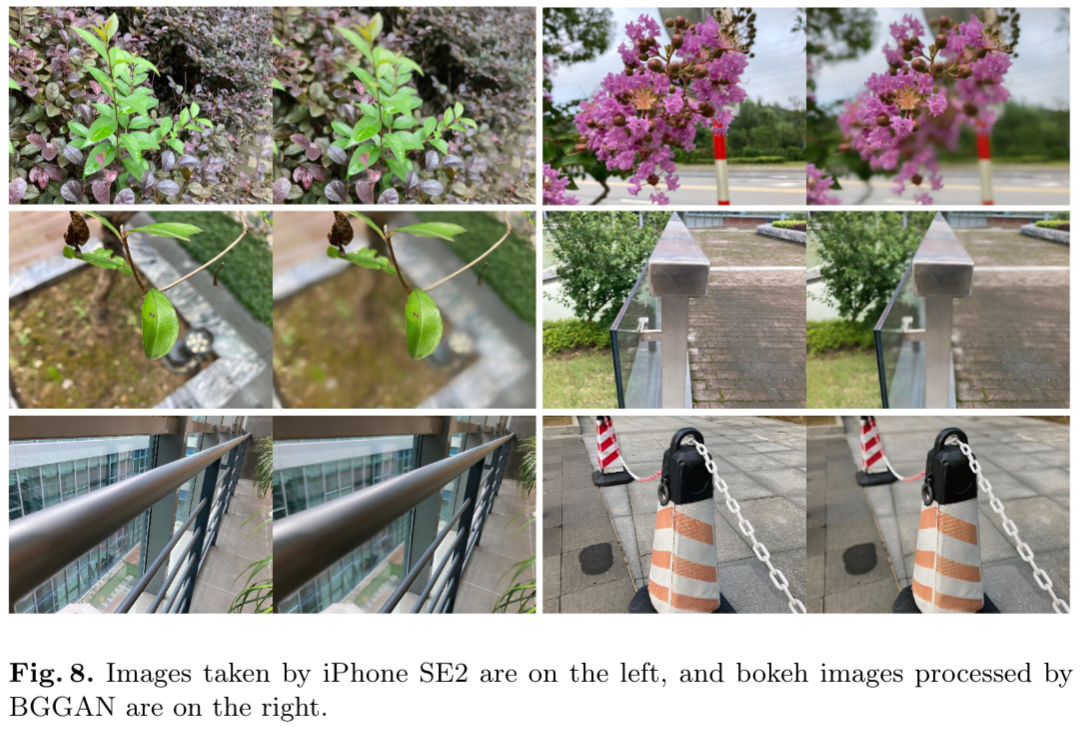 Fig. 8. Images taken by iPhone SE2 are on the left, and bokeh images processed by
BGGAN are on the right.